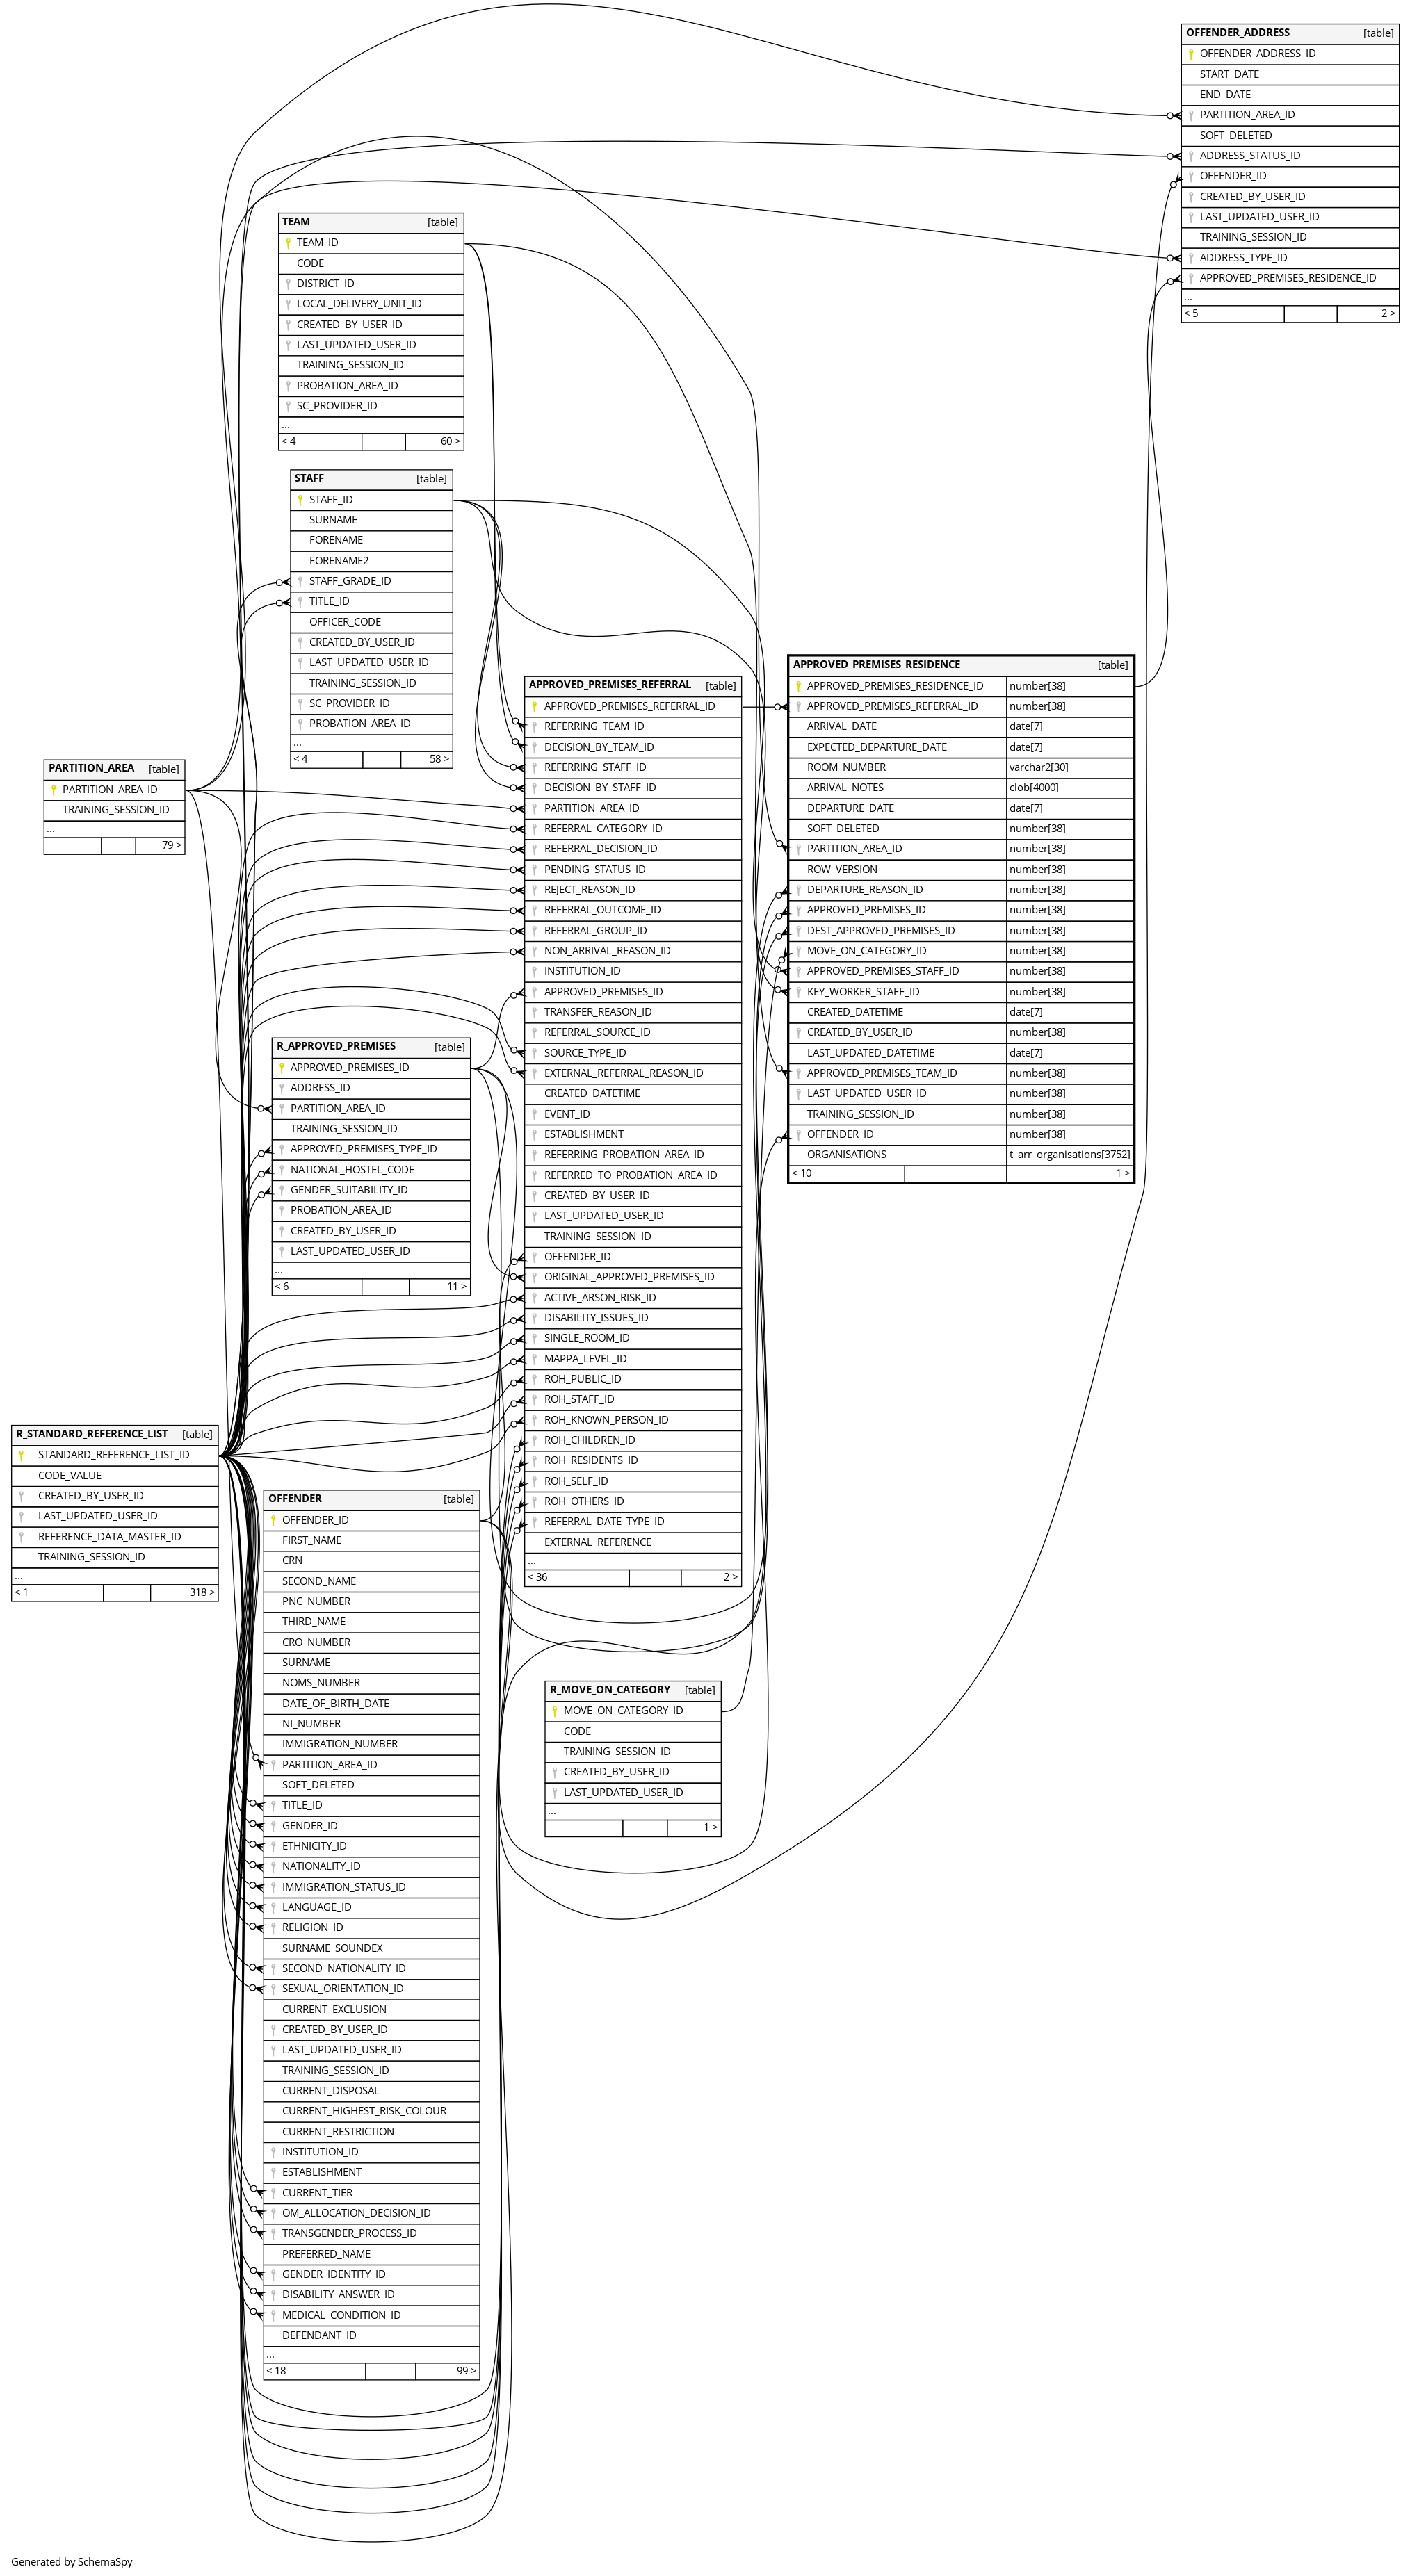 OFFENDER_ADDRESS [table]
OFFENDER_ADDRESS_ID
START_DATE
END_DATE
PARTITION_AREA_ID
SOFT_DELETED
ADDRESS_STATUS_ID
OFFENDER_ID
CREATED_BY_USER_ID
LAST_UPDATED_USER_ID
TRAINING_SESSION_ID
ADDRESS_TYPE_ID
APPROVED_PREMISES_RESIDENCE_ID
...
< 5 2 >
TEAM [table]
TEAM_ID
CODE
DISTRICT_ID
LOCAL_DELIVERY_UNIT_ID
CREATED_BY_USER_ID
LAST_UPDATED_USER_ID
TRAINING_SESSION_ID
PROBATION_AREA_ID
SC_PROVIDER_ID
...
< 4 60 >
STAFF [table]
STAFF_ID
SURNAME
FORENAME
FORENAME2
STAFF_GRADE_ID
TITLE_ID
OFFICER_CODE
CREATED_BY_USER_ID
LAST_UPDATED_USER_ID
TRAINING_SESSION_ID
SC_PROVIDER_ID
PROBATION_AREA_ID
...
< 4 58 >
APPROVED_PREMISES_RESIDENCE [table]
APPROVED_PREMISES_RESIDENCE_ID number[38]
APPROVED_PREMISES_REFERRAL_ID number[38]
ARRIVAL_DATE date[7]
EXPECTED_DEPARTURE_DATE date[7]
ROOM_NUMBER varchar2[30]
ARRIVAL_NOTES clob[4000]
DEPARTURE_DATE date[7]
SOFT_DELETED number[38]
PARTITION_AREA_ID number[38]
ROW_VERSION number[38]
DEPARTURE_REASON_ID number[38]
APPROVED_PREMISES_ID number[38]
DEST_APPROVED_PREMISES_ID number[38]
MOVE_ON_CATEGORY_ID number[38]
APPROVED_PREMISES_STAFF_ID number[38]
KEY_WORKER_STAFF_ID number[38]
CREATED_DATETIME date[7]
CREATED_BY_USER_ID number[38]
LAST_UPDATED_DATETIME date[7]
APPROVED_PREMISES_TEAM_ID number[38]
LAST_UPDATED_USER_ID number[38]
TRAINING_SESSION_ID number[38]
OFFENDER_ID number[38]
ORGANISATIONS t_arr_organisations[3752]
< 10 1 >
APPROVED_PREMISES_REFERRAL [table]
APPROVED_PREMISES_REFERRAL_ID
REFERRING_TEAM_ID
DECISION_BY_TEAM_ID
REFERRING_STAFF_ID
DECISION_BY_STAFF_ID
PARTITION_AREA_ID
REFERRAL_CATEGORY_ID
REFERRAL_DECISION_ID
PENDING_STATUS_ID
REJECT_REASON_ID
REFERRAL_OUTCOME_ID
REFERRAL_GROUP_ID
NON_ARRIVAL_REASON_ID
INSTITUTION_ID
APPROVED_PREMISES_ID
TRANSFER_REASON_ID
REFERRAL_SOURCE_ID
SOURCE_TYPE_ID
EXTERNAL_REFERRAL_REASON_ID
CREATED_DATETIME
EVENT_ID
ESTABLISHMENT
REFERRING_PROBATION_AREA_ID
REFERRED_TO_PROBATION_AREA_ID
CREATED_BY_USER_ID
LAST_UPDATED_USER_ID
TRAINING_SESSION_ID
OFFENDER_ID
ORIGINAL_APPROVED_PREMISES_ID
ACTIVE_ARSON_RISK_ID
DISABILITY_ISSUES_ID
SINGLE_ROOM_ID
MAPPA_LEVEL_ID
ROH_PUBLIC_ID
ROH_STAFF_ID
ROH_KNOWN_PERSON_ID
ROH_CHILDREN_ID
ROH_RESIDENTS_ID
ROH_SELF_ID
ROH_OTHERS_ID
REFERRAL_DATE_TYPE_ID
EXTERNAL_REFERENCE
...
< 36 2 >
PARTITION_AREA [table]
PARTITION_AREA_ID
TRAINING_SESSION_ID
...
79 >
R_APPROVED_PREMISES [table]
APPROVED_PREMISES_ID
ADDRESS_ID
PARTITION_AREA_ID
TRAINING_SESSION_ID
APPROVED_PREMISES_TYPE_ID
NATIONAL_HOSTEL_CODE
GENDER_SUITABILITY_ID
PROBATION_AREA_ID
CREATED_BY_USER_ID
LAST_UPDATED_USER_ID
...
< 6 11 >
R_STANDARD_REFERENCE_LIST [table]
STANDARD_REFERENCE_LIST_ID
CODE_VALUE
CREATED_BY_USER_ID
LAST_UPDATED_USER_ID
REFERENCE_DATA_MASTER_ID
TRAINING_SESSION_ID
...
< 1 318 >
OFFENDER [table]
OFFENDER_ID
FIRST_NAME
CRN
SECOND_NAME
PNC_NUMBER
THIRD_NAME
CRO_NUMBER
SURNAME
NOMS_NUMBER
DATE_OF_BIRTH_DATE
NI_NUMBER
IMMIGRATION_NUMBER
PARTITION_AREA_ID
SOFT_DELETED
TITLE_ID
GENDER_ID
ETHNICITY_ID
NATIONALITY_ID
IMMIGRATION_STATUS_ID
LANGUAGE_ID
RELIGION_ID
SURNAME_SOUNDEX
SECOND_NATIONALITY_ID
SEXUAL_ORIENTATION_ID
CURRENT_EXCLUSION
CREATED_BY_USER_ID
LAST_UPDATED_USER_ID
TRAINING_SESSION_ID
CURRENT_DISPOSAL
CURRENT_HIGHEST_RISK_COLOUR
CURRENT_RESTRICTION
INSTITUTION_ID
ESTABLISHMENT
CURRENT_TIER
OM_ALLOCATION_DECISION_ID
TRANSGENDER_PROCESS_ID
PREFERRED_NAME
GENDER_IDENTITY_ID
DISABILITY_ANSWER_ID
MEDICAL_CONDITION_ID
DEFENDANT_ID
...
< 18 99 >
R_MOVE_ON_CATEGORY [table]
MOVE_ON_CATEGORY_ID
CODE
TRAINING_SESSION_ID
CREATED_BY_USER_ID
LAST_UPDATED_USER_ID
...
1 >
Generated by SchemaSpy